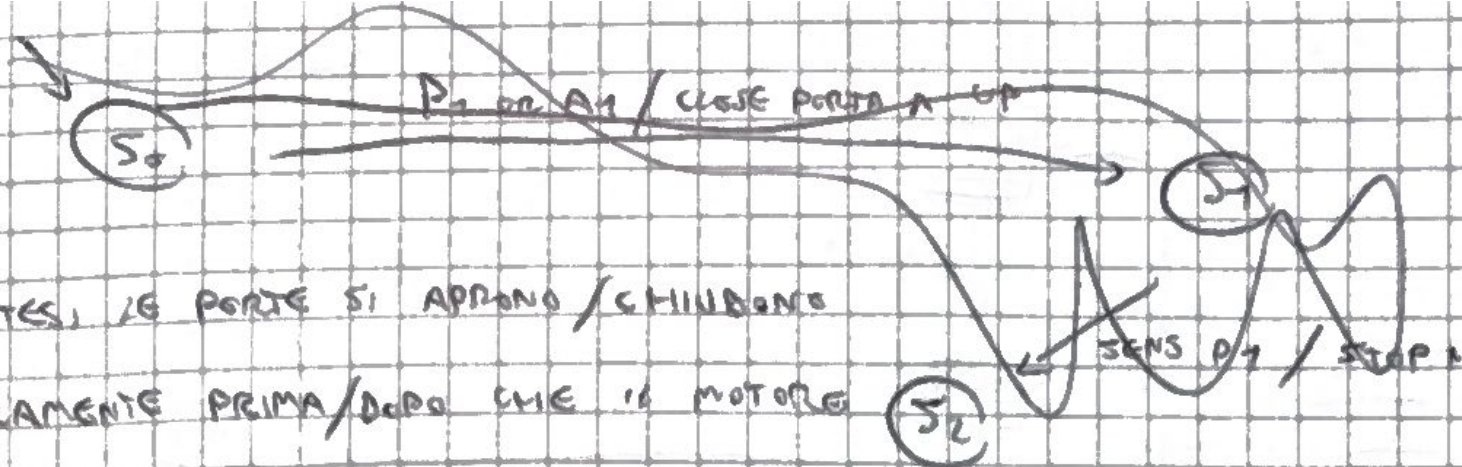 S0
P1 OR A1 / CLOSE PORTA A UP
S1
TES, LE PORTE SI APRONO / CHIUDONO
SENS P1 / STOP
AMENTE PRIMA/DOPO CHE IL MOTORE
S2